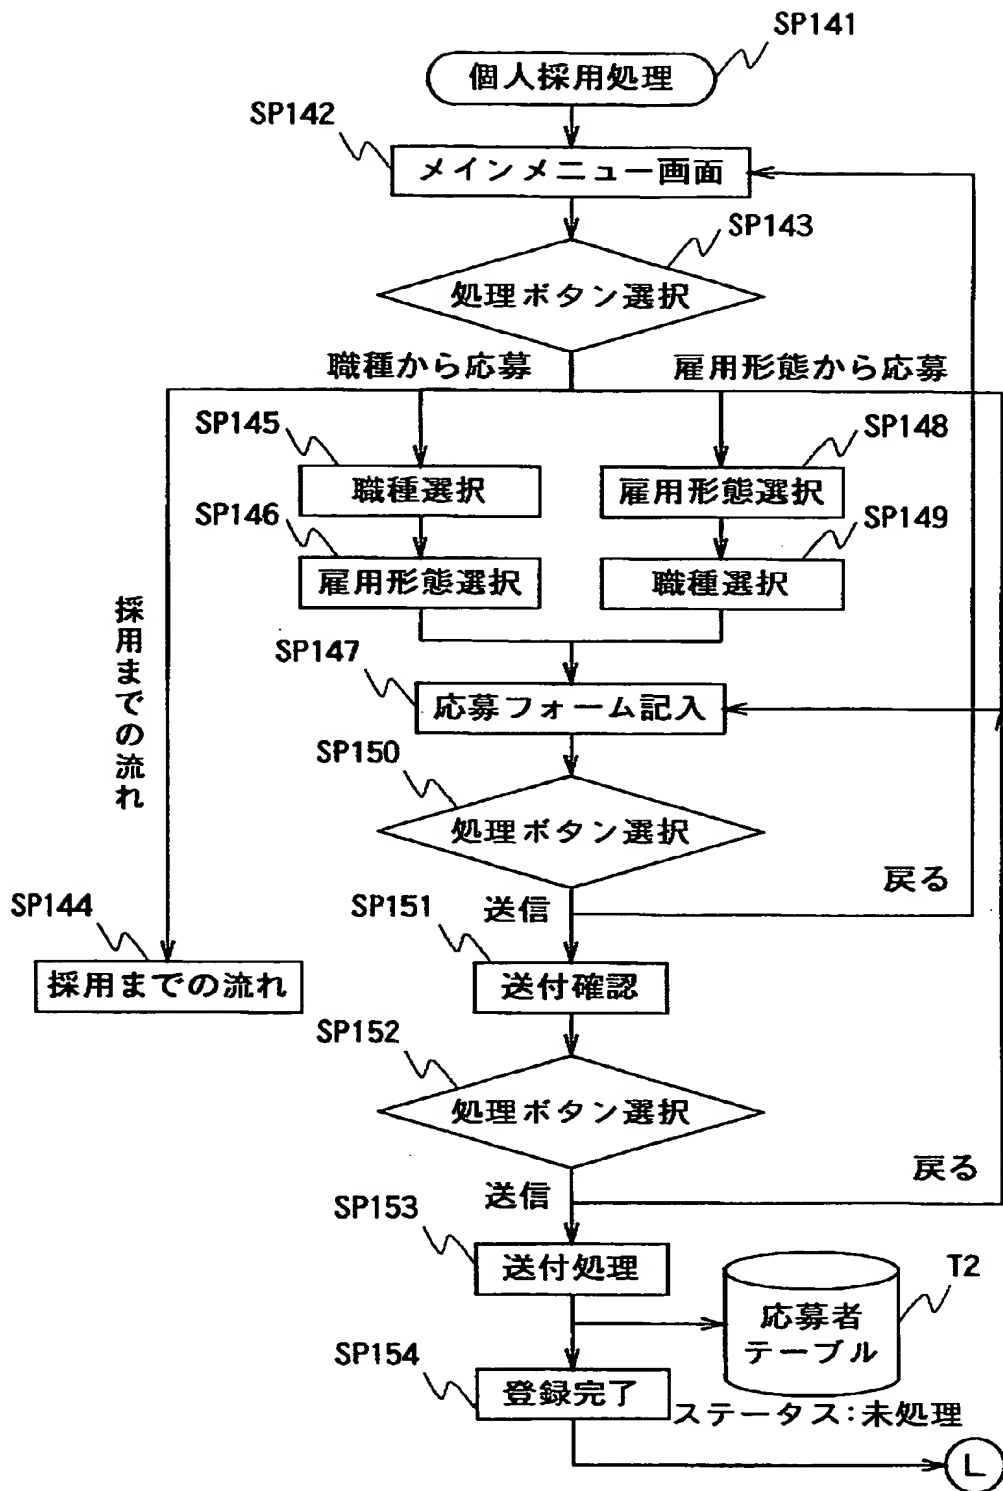 SP141
個人採用処理
SP142
メインメニュー画面
SP143
処理ボタン選択
職種から応募
雇用形態から応募
SP145
SP148
職種選択
雇用形態選択
SP146
SP149
雇用形態選択
職種選択
採用までの流れ
SP147
応募フォーム記入
SP150
処理ボタン選択
戻る
SP144
SP151
送信
採用までの流れ
送付確認
SP152
処理ボタン選択
戻る
送信
SP153
送付処理
T2
応募者
テーブル
SP154
登録完了
ステータス:未処理
L